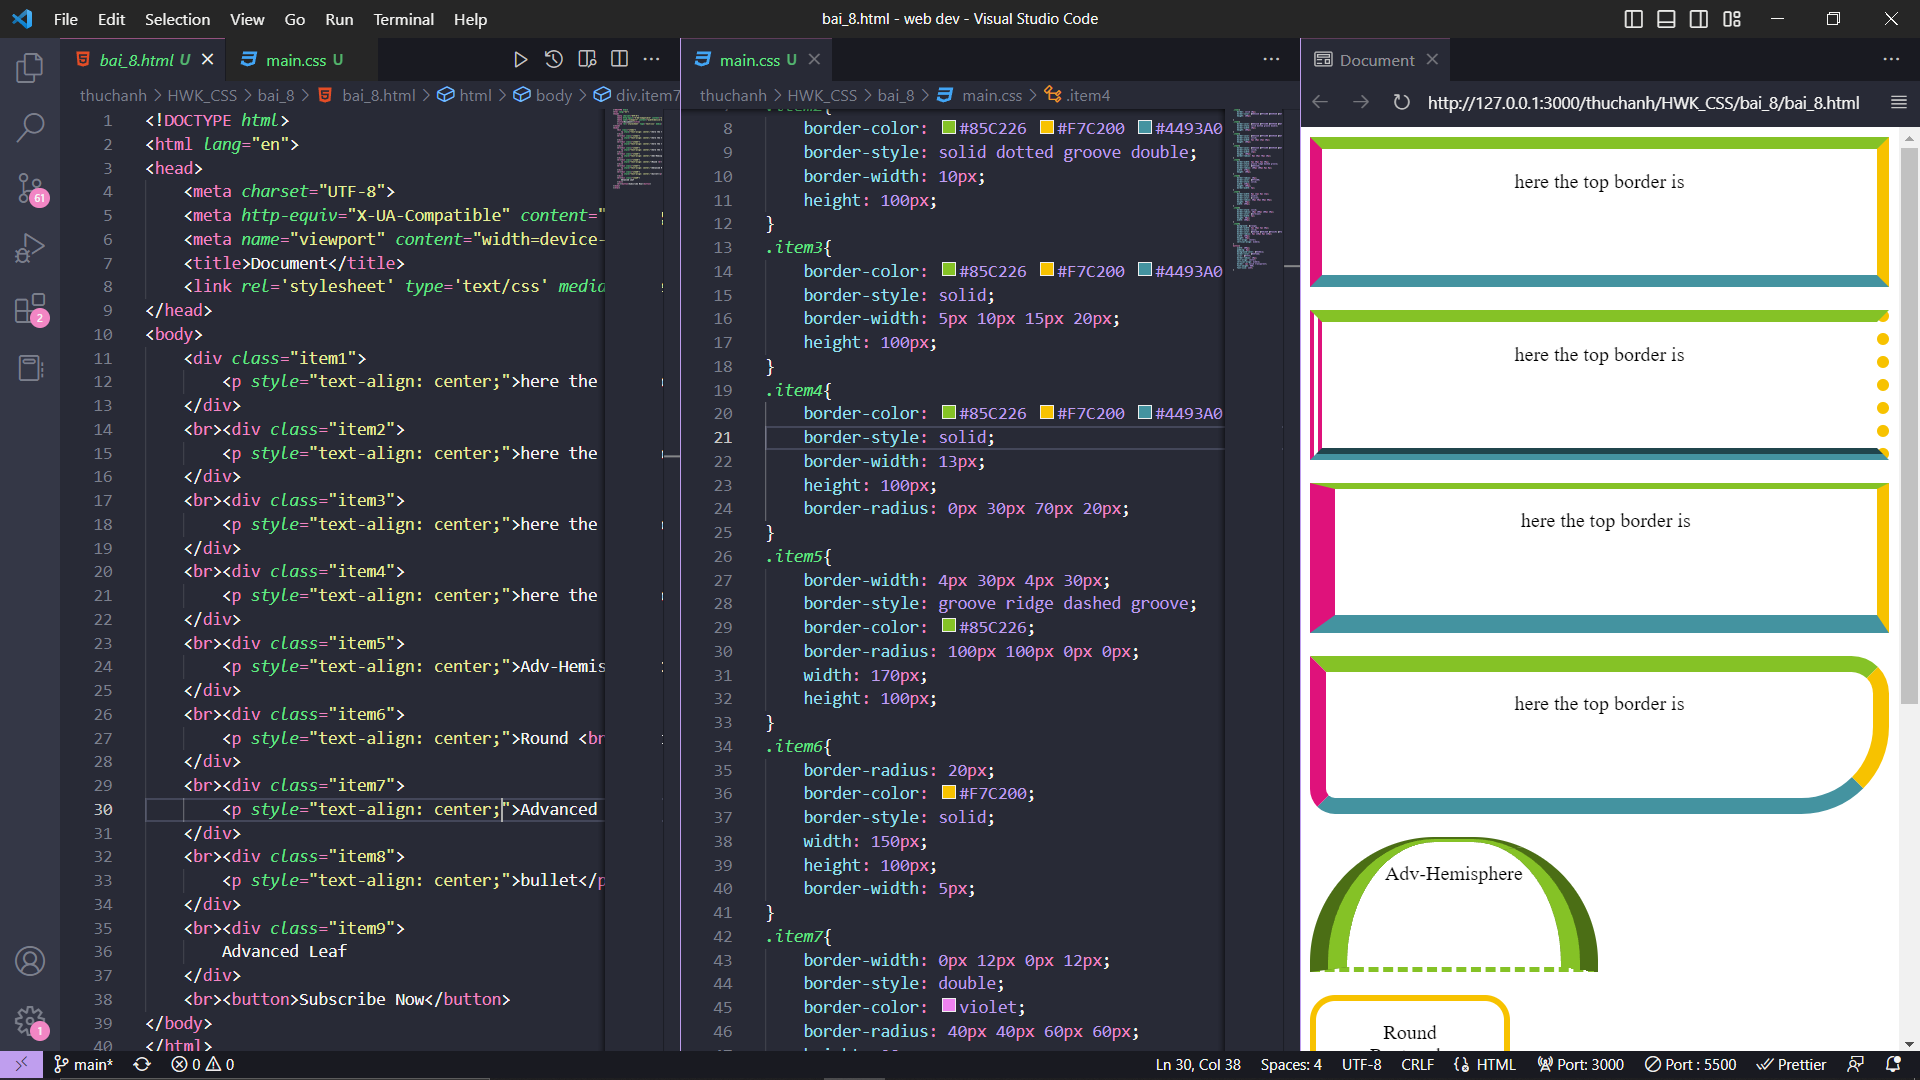 File Edit Selection View Go Run Terminal Help
bai_8.html - web dev - Visual Studio Code
bai_8.html U
main.css U
thuchanh > HWK_CSS > bai_8 > bai_8.html > html > body > div.item7
1 <!DOCTYPE html>
2 <html lang="en">
3 <head>
4 <meta charset="UTF-8">
5 <meta http-equiv="X-UA-Compatible" content="
6 <meta name="viewport" content="width=device-
7 <title>Document</title>
8 <link rel='stylesheet' type='text/css' media
9 </head>
10 <body>
11 <div class="item1">
12 <p style="text-align: center;">here the
13 </div>
14 <br><div class="item2">
15 <p style="text-align: center;">here the
16 </div>
17 <br><div class="item3">
18 <p style="text-align: center;">here the
19 </div>
20 <br><div class="item4">
21 <p style="text-align: center;">here the
22 </div>
23 <br><div class="item5">
24 <p style="text-align: center;">Adv-Hemis
25 </div>
26 <br><div class="item6">
27 <p style="text-align: center;">Round <br
28 </div>
29 <br><div class="item7">
30 <p style="text-align: center;">Advanced
31 </div>
32 <br><div class="item8">
33 <p style="text-align: center;">bullet</p
34 </div>
35 <br><div class="item9">
36 Advanced Leaf
37 </div>
38 <br><button>Subscribe Now</button>
39 </body>
40 </html>
main.css U
thuchanh > HWK_CSS > bai_8 > main.css > .item4
8 border-color: #85C226 #F7C200 #4493A0
9 border-style: solid dotted groove double;
10 border-width: 10px;
11 height: 100px;
12 }
13 .item3{
14 border-color: #85C226 #F7C200 #4493A0
15 border-style: solid;
16 border-width: 5px 10px 15px 20px;
17 height: 100px;
18 }
19 .item4{
20 border-color: #85C226 #F7C200 #4493A0
21 border-style: solid;
22 border-width: 13px;
23 height: 100px;
24 border-radius: 0px 30px 70px 20px;
25 }
26 .item5{
27 border-width: 4px 30px 4px 30px;
28 border-style: groove ridge dashed groove;
29 border-color: #85C226;
30 border-radius: 100px 100px 0px 0px;
31 width: 170px;
32 height: 100px;
33 }
34 .item6{
35 border-radius: 20px;
36 border-color: #F7C200;
37 border-style: solid;
38 width: 150px;
39 height: 100px;
40 border-width: 5px;
41 }
42 .item7{
43 border-width: 0px 12px 0px 12px;
44 border-style: double;
45 border-color: violet;
46 border-radius: 40px 40px 60px 60px;
Document
http://127.0.0.1:3000/thuchanh/HWK_CSS/bai_8/bai_8.html
here the top border is
here the top border is
here the top border is
here the top border is
Adv-Hemisphere
Round
61
2
1
main* 0 0
Ln 30, Col 38 Spaces: 4 UTF-8 CRLF HTML Port: 3000 Port : 5500 Prettier